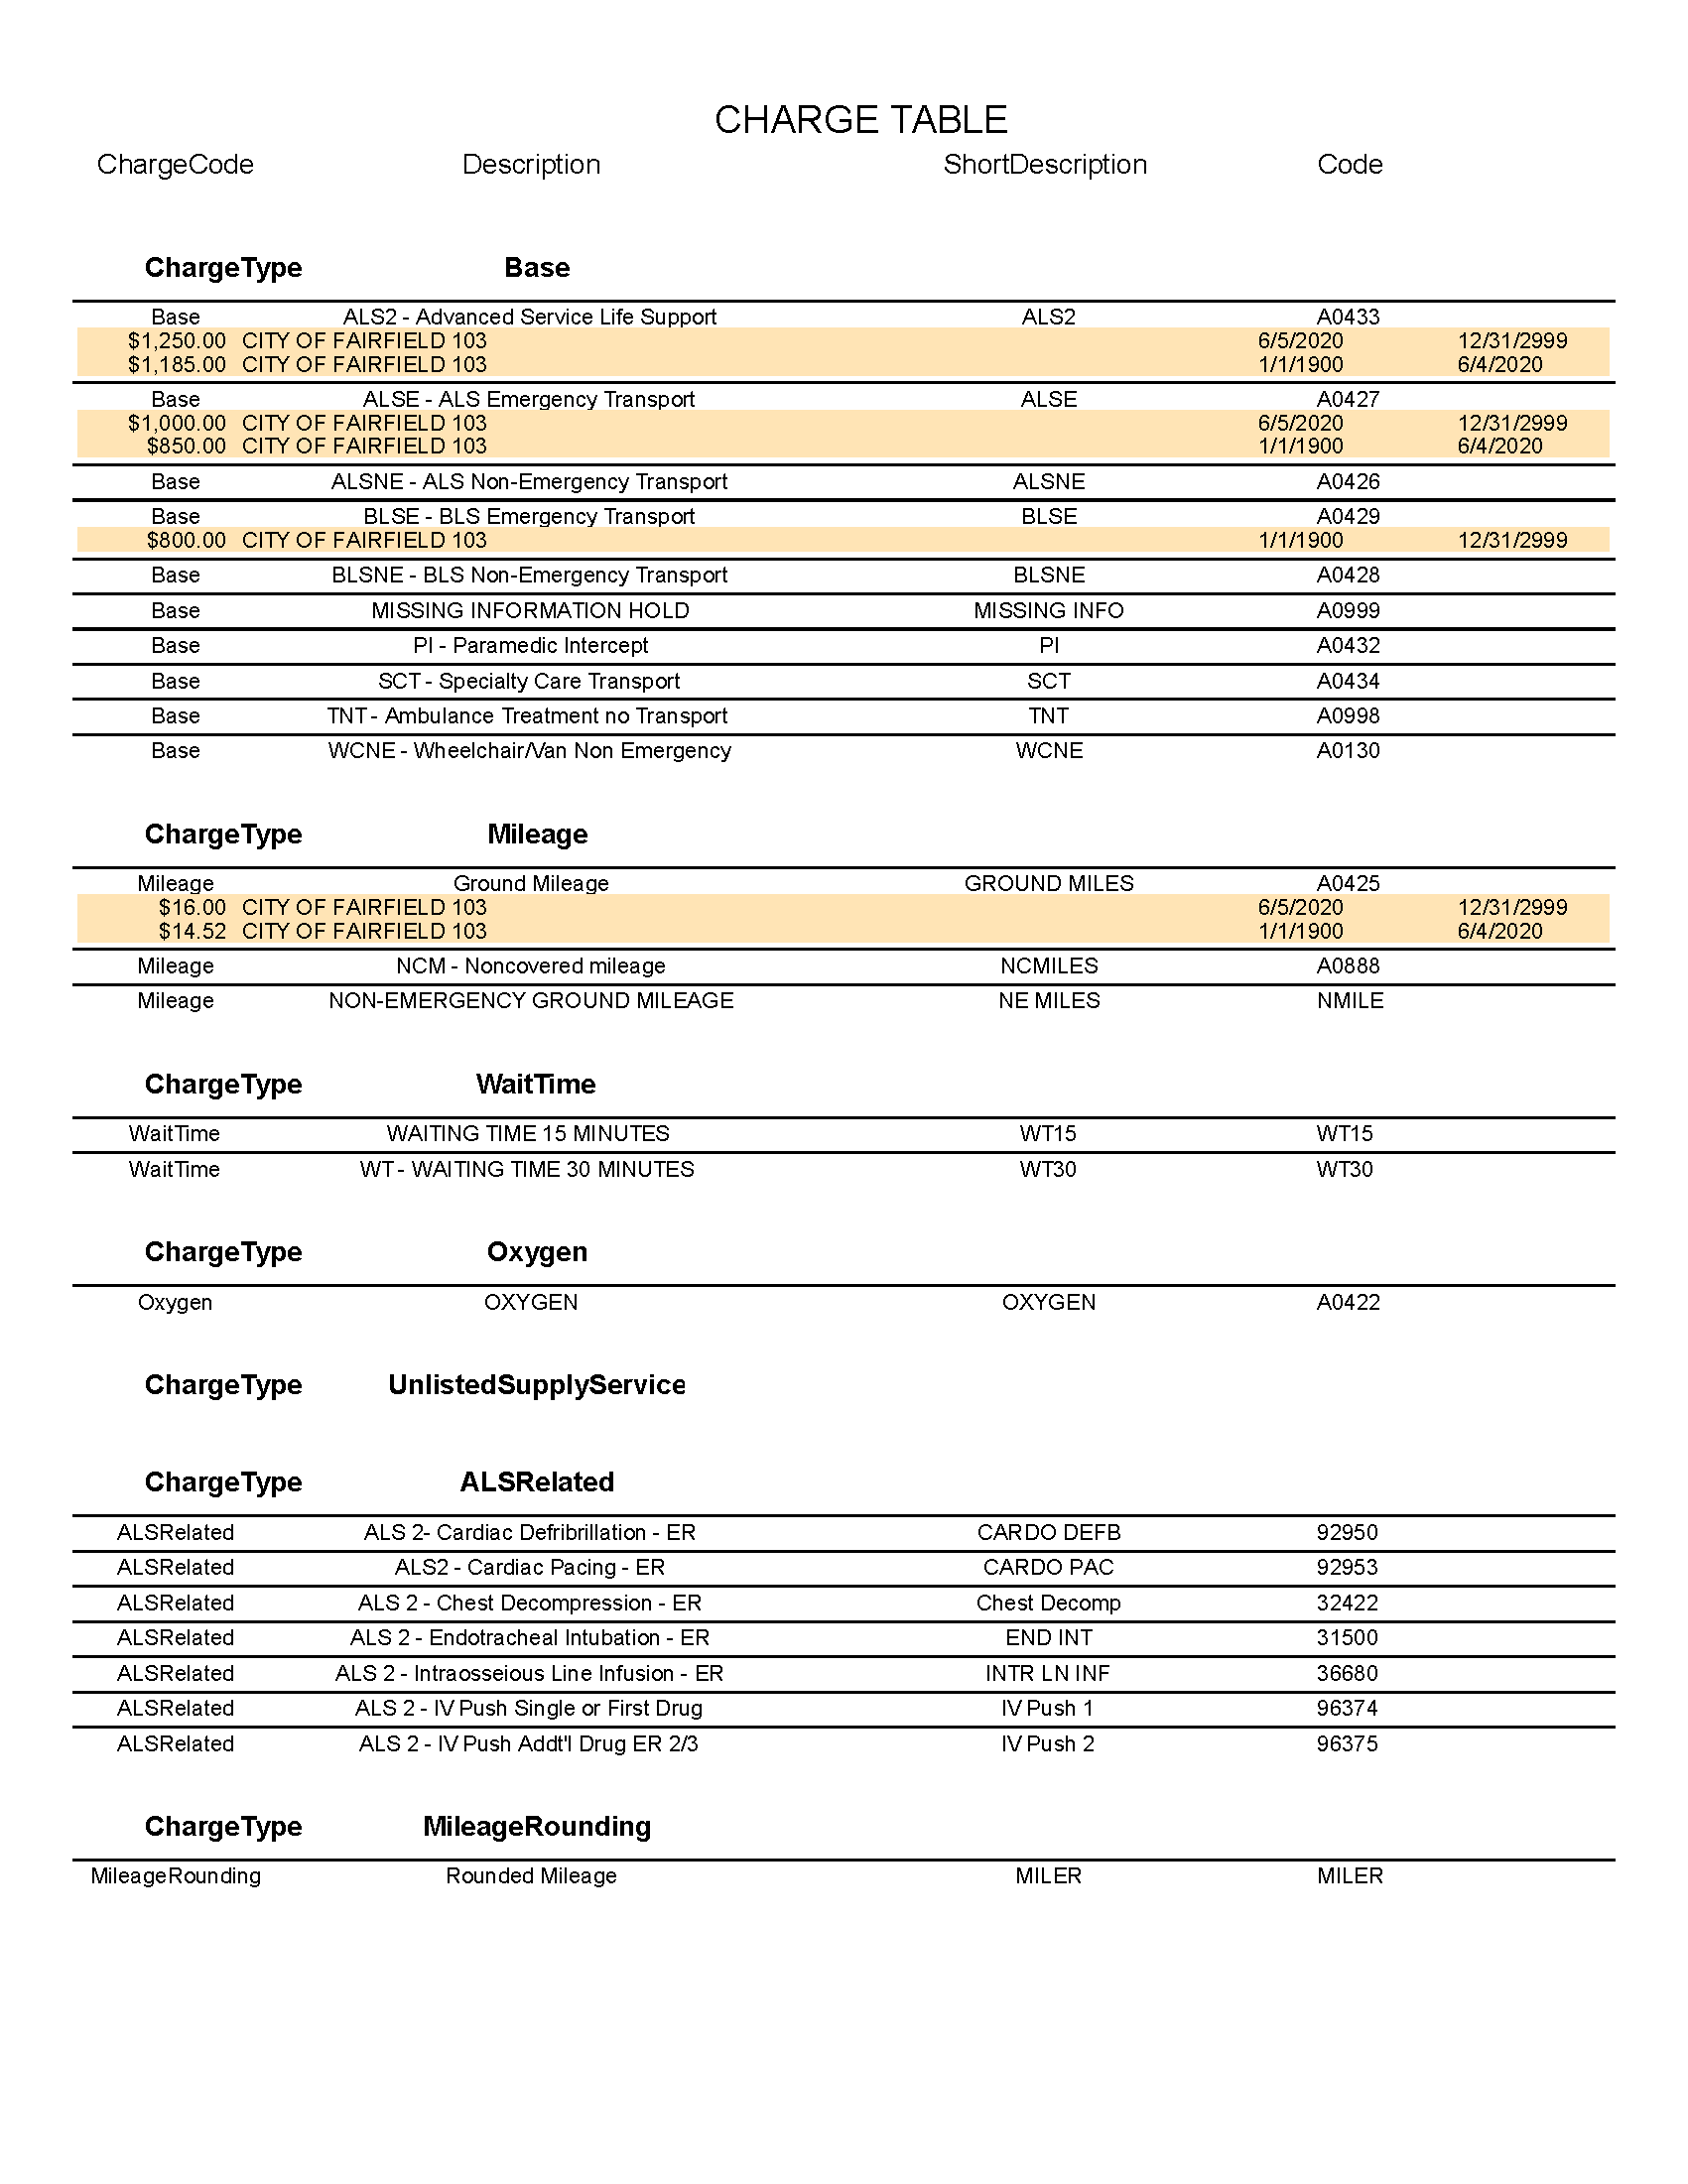 CHARGE TABLE
ChargeCode Description ShortDescription Code
ChargeType Base
Base ALS2 - Advanced Service Life Support ALS2 A0433
$1,250.00 CITY OF FAIRFIELD 103 6/5/2020 12/31/2999
$1,185.00 CITY OF FAIRFIELD 103 1/1/1900 6/4/2020
Base ALSE - ALS Emergency Transport ALSE A0427
$1,000.00 CITY OF FAIRFIELD 103 6/5/2020 12/31/2999
$850.00 CITY OF FAIRFIELD 103 1/1/1900 6/4/2020
Base ALSNE - ALS Non-Emergency Transport ALSNE A0426
Base BLSE - BLS Emergency Transport BLSE A0429
$800.00 CITY OF FAIRFIELD 103 1/1/1900 12/31/2999
Base BLSNE - BLS Non-Emergency Transport BLSNE A0428
Base MISSING INFORMATION HOLD MISSING INFO A0999
Base PI - Paramedic Intercept PI A0432
Base SCT - Specialty Care Transport SCT A0434
Base TNT - Ambulance Treatment no Transport TNT A0998
Base WCNE - Wheelchair/Van Non Emergency WCNE A0130
ChargeType Mileage
Mileage Ground Mileage GROUND MILES A0425
$16.00 CITY OF FAIRFIELD 103 6/5/2020 12/31/2999
$14.52 CITY OF FAIRFIELD 103 1/1/1900 6/4/2020
Mileage NCM - Noncovered mileage NCMILES A0888
Mileage NON-EMERGENCY GROUND MILEAGE NE MILES NMILE
ChargeType WaitTime
WaitTime WAITING TIME 15 MINUTES WT15 WT15
WaitTime WT - WAITING TIME 30 MINUTES WT30 WT30
ChargeType Oxygen
Oxygen OXYGEN OXYGEN A0422
ChargeType UnlistedSupplyService
ChargeType ALSRelated
ALSRelated ALS 2- Cardiac Defribrillation - ER CARDO DEFB 92950
ALSRelated ALS2 - Cardiac Pacing - ER CARDO PAC 92953
ALSRelated ALS 2 - Chest Decompression - ER Chest Decomp 32422
ALSRelated ALS 2 - Endotracheal Intubation - ER END INT 31500
ALSRelated ALS 2 - Intraosseious Line Infusion - ER INTR LN INF 36680
ALSRelated ALS 2 - IV Push Single or First Drug IV Push 1 96374
ALSRelated ALS 2 - IV Push Addt'l Drug ER 2/3 IV Push 2 96375
ChargeType MileageRounding
MileageRounding Rounded Mileage MILER MILER